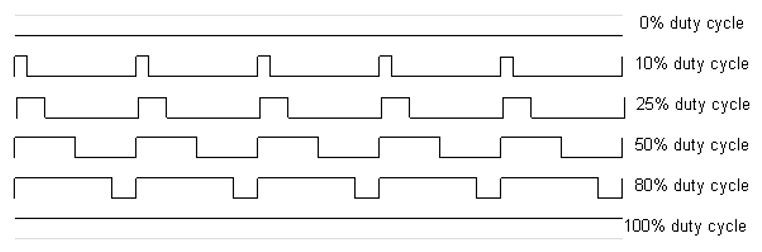 0% duty cycle
10% duty cycle
25% duty cycle
50% duty cycle
80% duty cycle
100% duty cycle